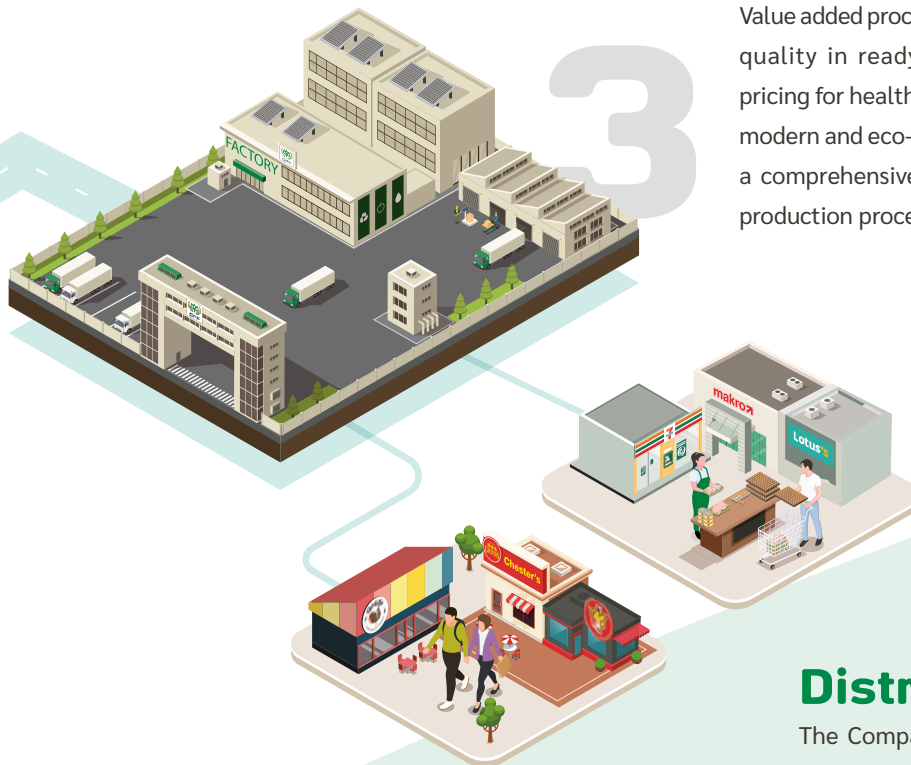 3
Value added proc
quality in ready
pricing for health
modern and eco-
a comprehensive
production proce
FACTORY
makro
7
Lotus's
Chester's
Distr
The Compa